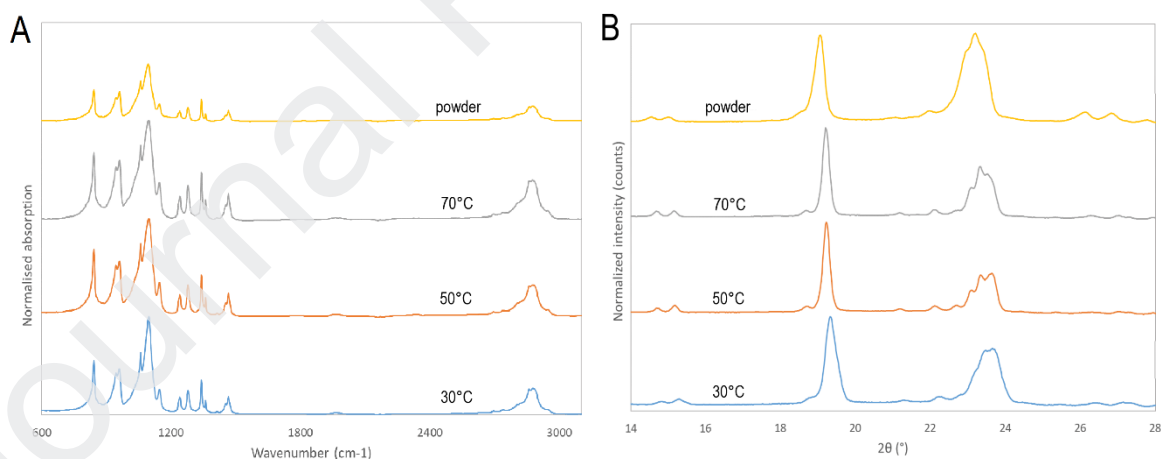 A
Normalised absorption
powder
70°C
50°C
30°C
600 1200 1800 2400 3000
Wavenumber (cm-1)
B
Normalized intensity (counts)
powder
70°C
50°C
30°C
14 16 18 20 22 24 26 28
2θ (°)
Journal